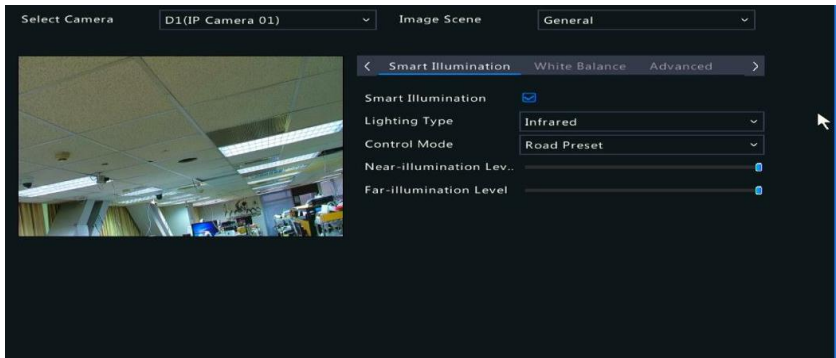 Select Camera D1(IP Camera 01) Image Scene General
Smart Illumination White Balance Advanced
Smart Illumination
Lighting Type Infrared
Control Mode Road Preset
Near-illumination Lev..
Far-illumination Level